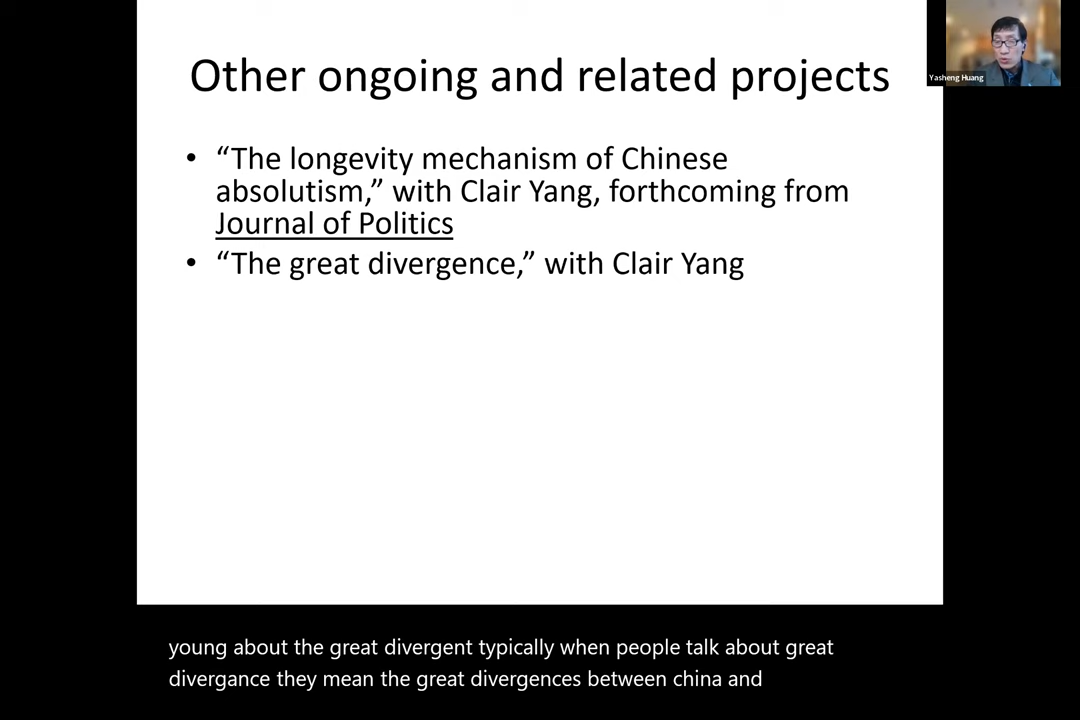 Other ongoing and related projects
Yasheng Huang
• “The longevity mechanism of Chinese
absolutism,” with Clair Yang, forthcoming from
Journal of Politics
• “The great divergence,” with Clair Yang
young about the great divergent typically when people talk about great
divergance they mean the great divergences between china and